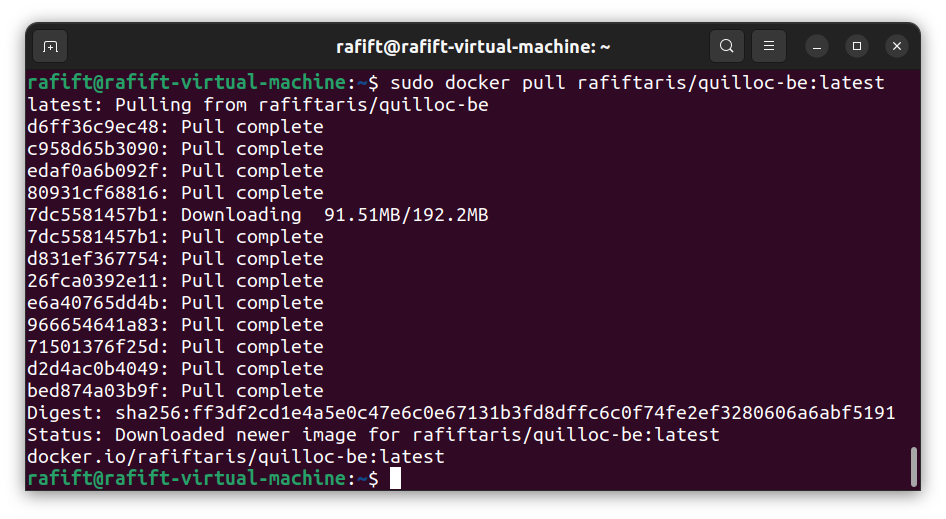 rafift@rafift-virtual-machine: ~
rafift@rafift-virtual-machine:~$ sudo docker pull rafiftaris/quilloc-be:latest
latest: Pulling from rafiftaris/quilloc-be
d6ff36c9ec48: Pull complete
c958d65b3090: Pull complete
edaf0a6b092f: Pull complete
80931cf68816: Pull complete
7dc5581457b1: Downloading  91.51MB/192.2MB
7dc5581457b1: Pull complete
d831ef367754: Pull complete
26fca0392e11: Pull complete
e6a40765dd4b: Pull complete
966654641a83: Pull complete
71501376f25d: Pull complete
d2d4ac0b4049: Pull complete
bed874a03b9f: Pull complete
Digest: sha256:ff3df2cd1e4a5e0c47e6c0e67131b3fd8dffc6c0f74fe2ef3280606a6abf5191
Status: Downloaded newer image for rafiftaris/quilloc-be:latest
docker.io/rafiftaris/quilloc-be:latest
rafift@rafift-virtual-machine:~$